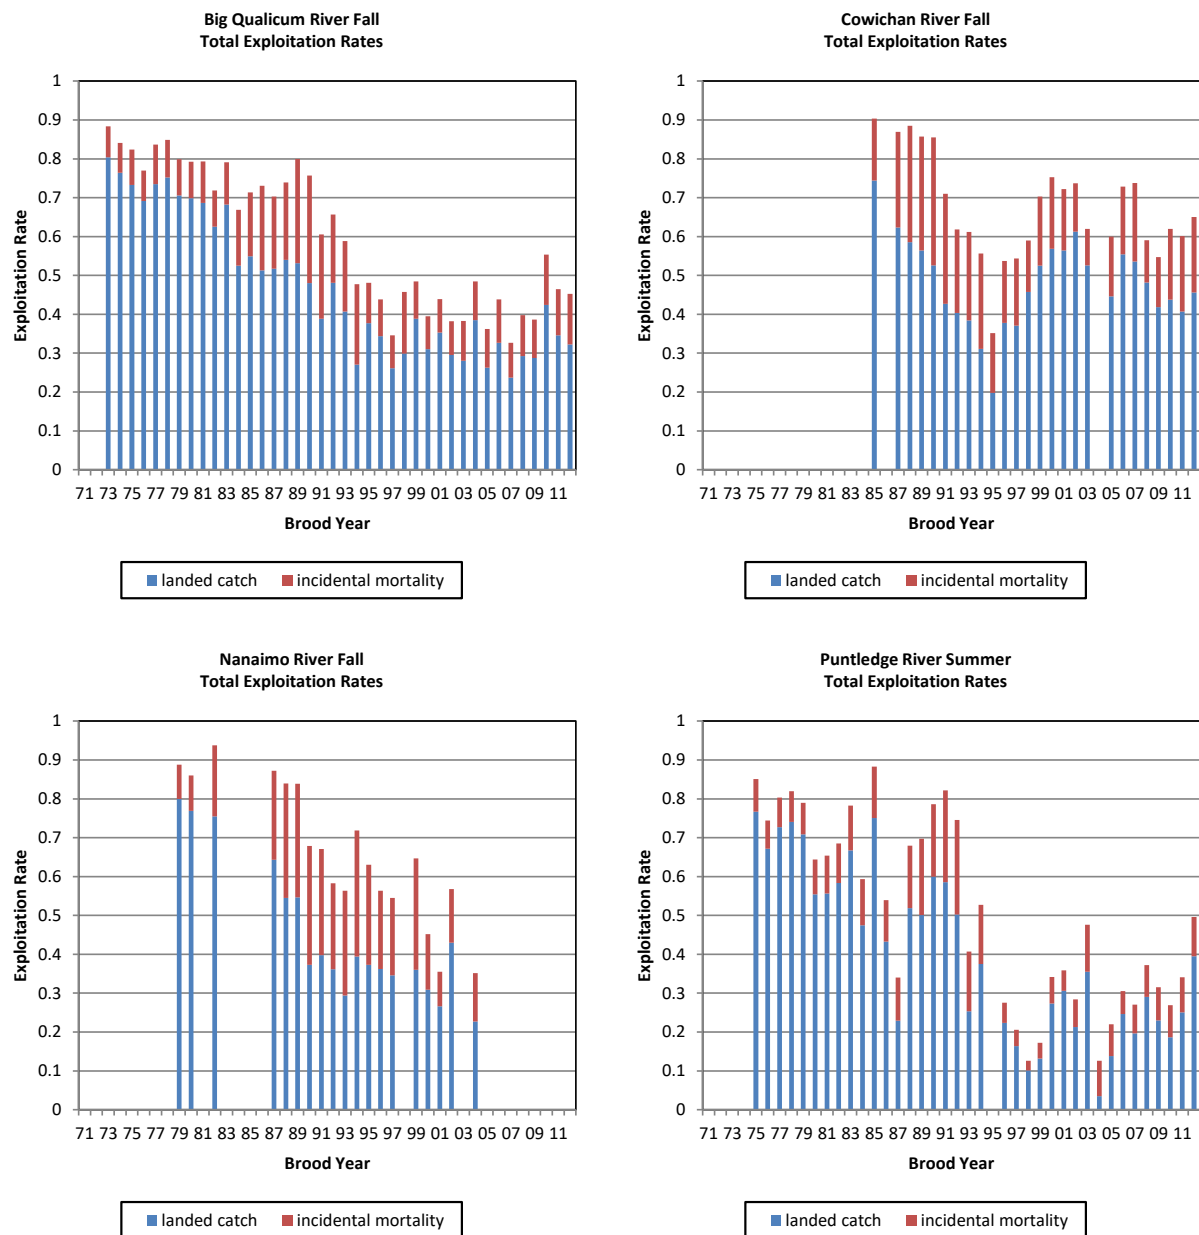 Big Qualicum River Fall
Total Exploitation Rates
1
0.9
0.8
0.7
0.6
0.5
0.4
0.3
0.2
0.1
0
Exploitation Rate
71 73 75 77 79 81 83 85 87 89 91 93 95 97 99 01 03 05 07 09 11
Brood Year
landed catch incidental mortality
Cowichan River Fall
Total Exploitation Rates
1
0.9
0.8
0.7
0.6
0.5
0.4
0.3
0.2
0.1
0
Exploitation Rate
71 73 75 77 79 81 83 85 87 89 91 93 95 97 99 01 03 05 07 09 11
Brood Year
landed catch incidental mortality
Nanaimo River Fall
Total Exploitation Rates
1
0.9
0.8
0.7
0.6
0.5
0.4
0.3
0.2
0.1
0
Exploitation Rate
71 73 75 77 79 81 83 85 87 89 91 93 95 97 99 01 03 05 07 09 11
Brood Year
landed catch incidental mortality
Puntledge River Summer
Total Exploitation Rates
1
0.9
0.8
0.7
0.6
0.5
0.4
0.3
0.2
0.1
0
Exploitation Rate
71 73 75 77 79 81 83 85 87 89 91 93 95 97 99 01 03 05 07 09 11
Brood Year
landed catch incidental mortality